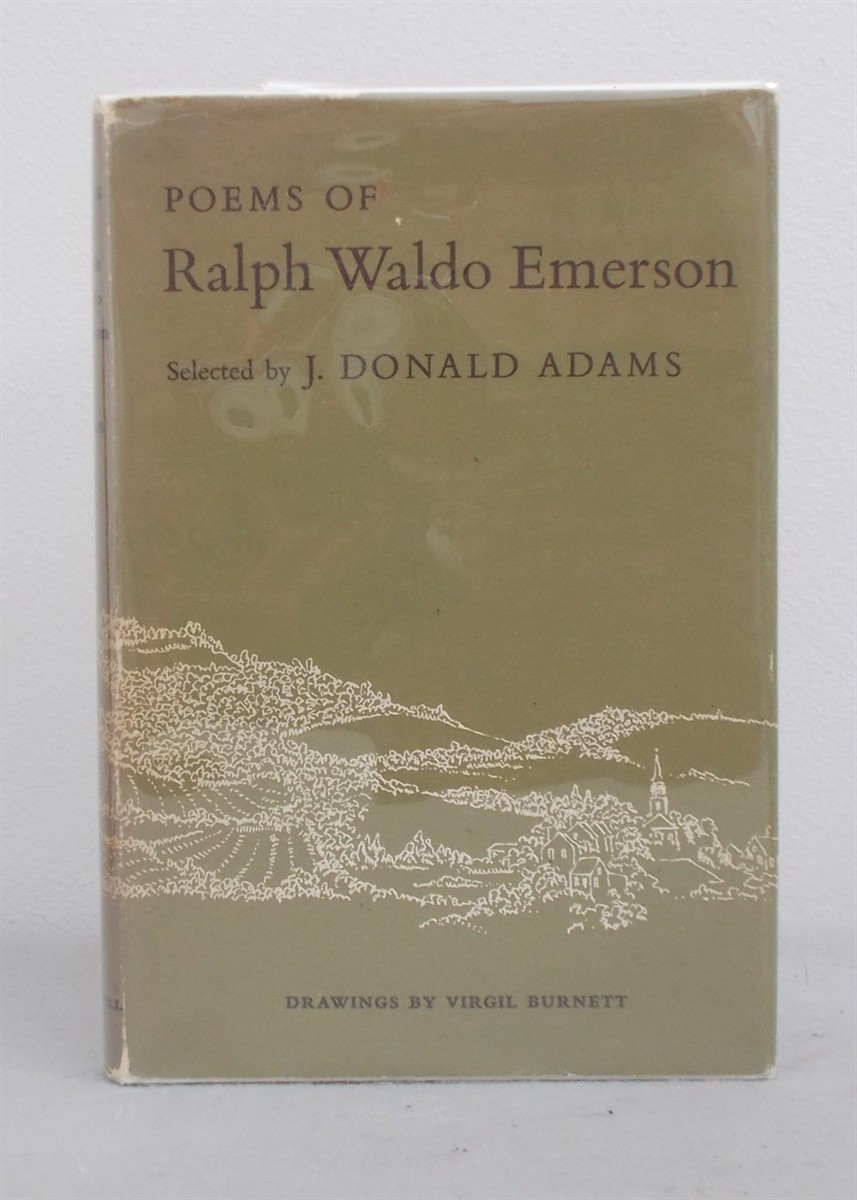 POEMS OF
Ralph Waldo Emerson
Selected by J. DONALD ADAMS
DRAWINGS BY VIRGIL BURNETT